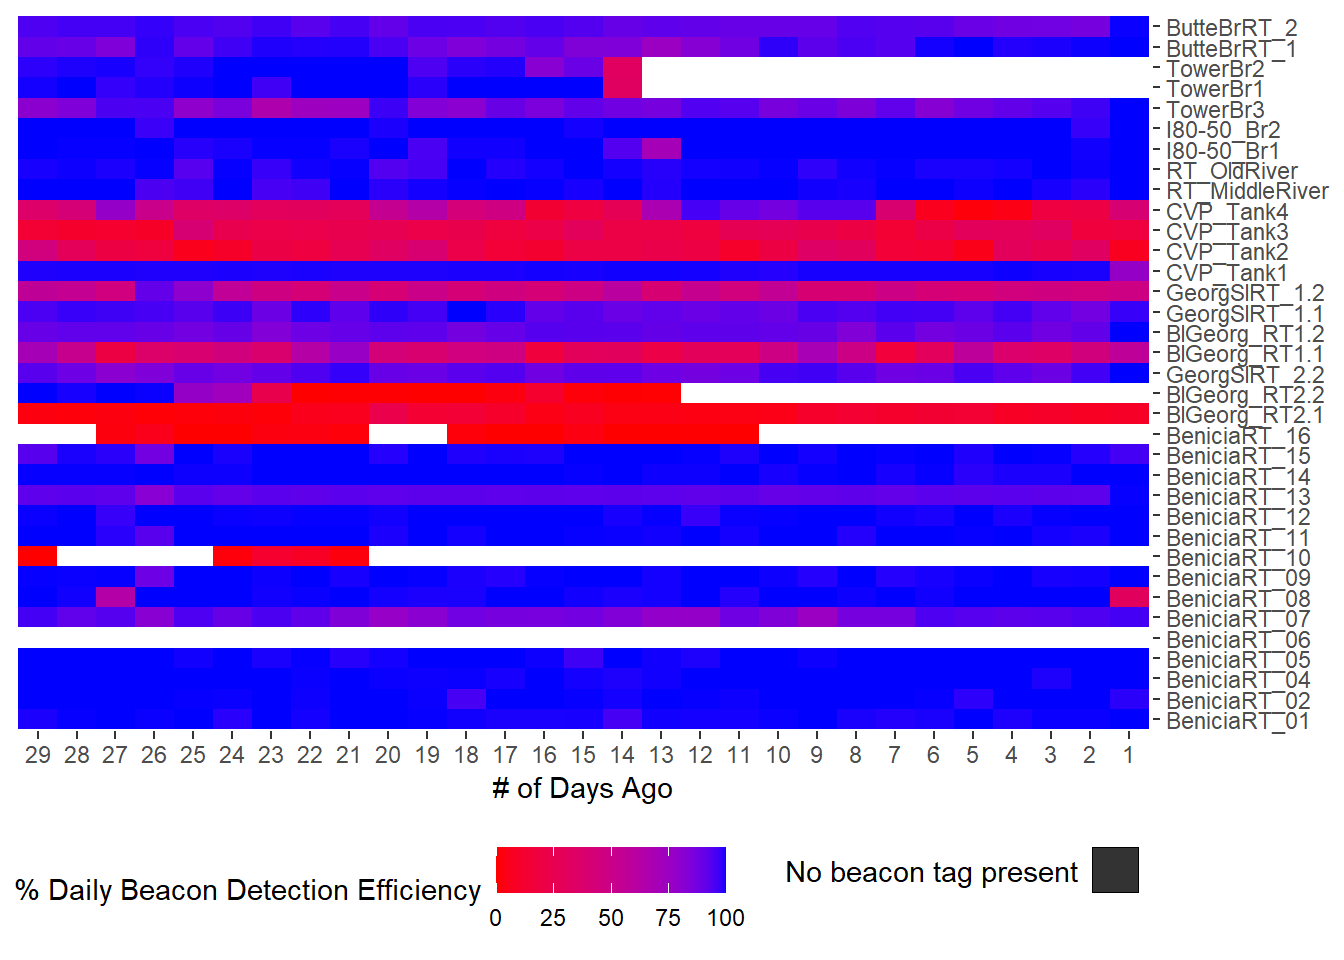 ButteBrRT_2
ButteBrRT_1
TowerBr2
TowerBr1
TowerBr3
I80-50_Br2
I80-50_Br1
RT_OldRiver
RT_MiddleRiver
CVP_Tank4
CVP_Tank3
CVP_Tank2
CVP_Tank1
GeorgSlRT_1.2
GeorgSlRT_1.1
BlGeorg_RT1.2
BlGeorg_RT1.1
GeorgSlRT_2.2
BlGeorg_RT2.2
BlGeorg_RT2.1
BeniciaRT_16
BeniciaRT_15
BeniciaRT_14
BeniciaRT_13
BeniciaRT_12
BeniciaRT_11
BeniciaRT_10
BeniciaRT_09
BeniciaRT_08
BeniciaRT_07
BeniciaRT_06
BeniciaRT_05
BeniciaRT_04
BeniciaRT_02
BeniciaRT_01
29 28 27 26 25 24 23 22 21 20 19 18 17 16 15 14 13 12 11 10 9 8 7 6 5 4 3 2 1
# of Days Ago
% Daily Beacon Detection Efficiency
0 25 50 75 100
No beacon tag present